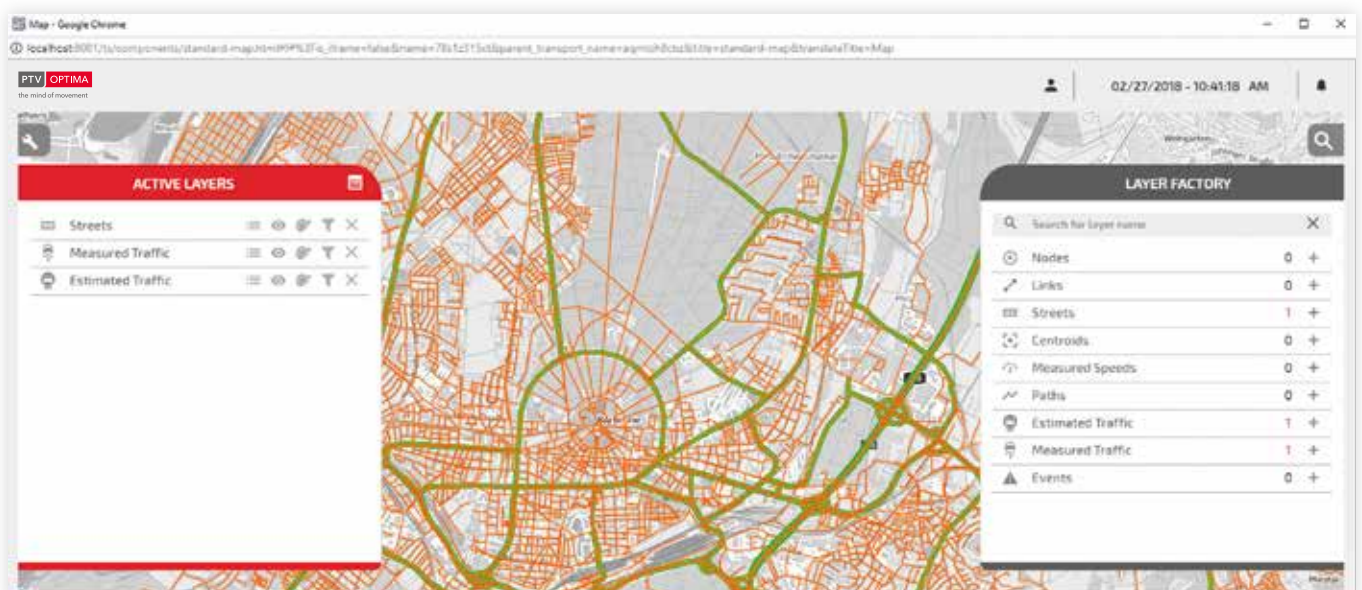 Map - Google Chrome
PTV OPTIMA
the mind of movement
02/27/2018 - 10:41:18 AM
ACTIVE LAYERS
Streets
Measured Traffic
Estimated Traffic
LAYER FACTORY
Search for layer name
Nodes 0 +
Links 0 +
Streets 1 +
Centroids 0 +
Measured Speeds 0 +
Paths 0 +
Estimated Traffic 1 +
Measured Traffic 1 +
Events 0 +